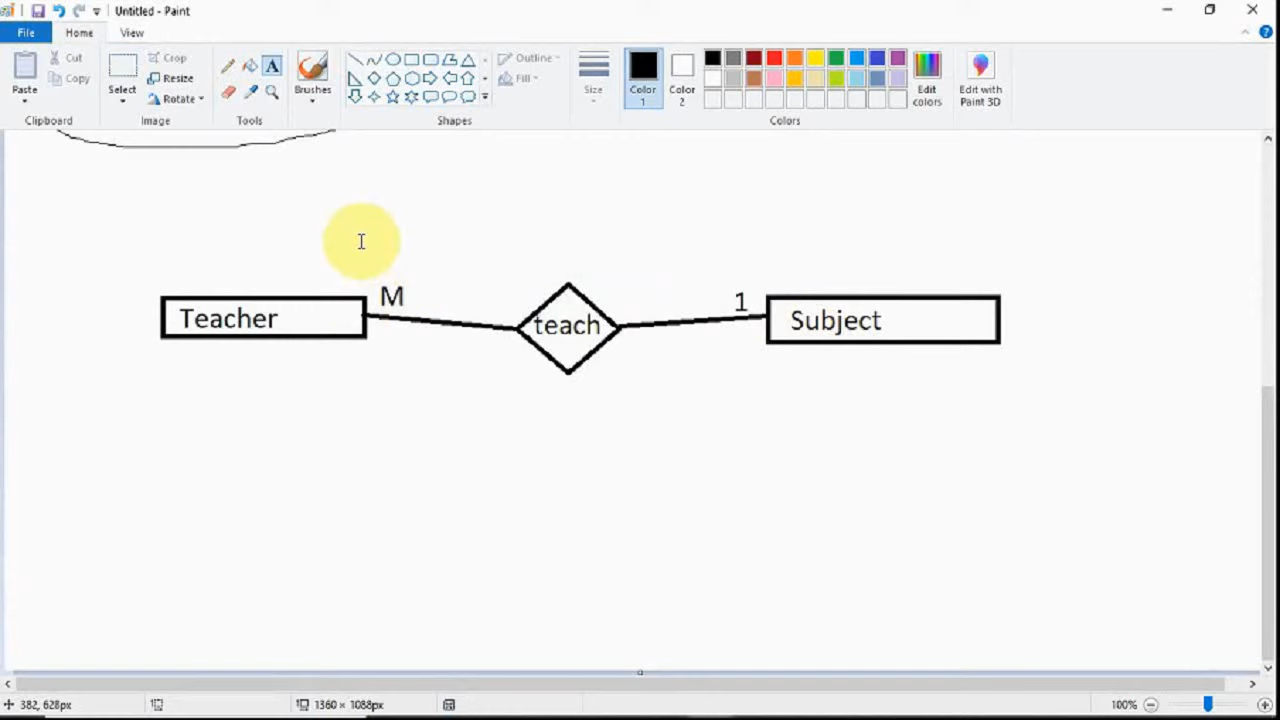 Untitled - Paint
File
Home
View
Paste
Cut
Copy
Clipboard
Select
Crop
Resize
Rotate
Image
A
Tools
Brushes
Shapes
Outline
Fill
Size
Color
1
Color
2
Edit
colors
Edit with
Paint 3D
Colors
M
1
Teacher
teach
Subject
382, 628px
1360 × 1088px
100%